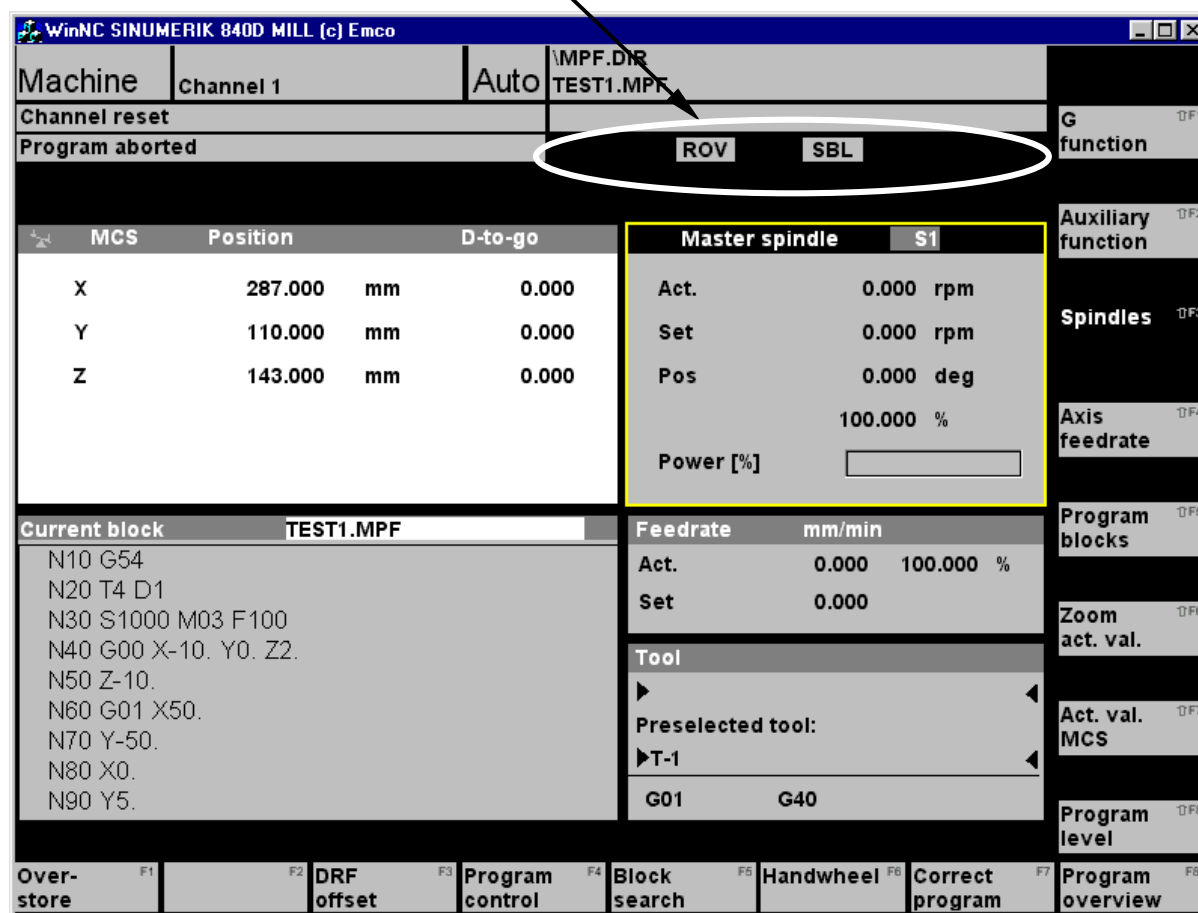 WinNC SINUMERIK 840D MILL (c) Emco
Machine Channel 1 Auto \MPF.DIR
TEST1.MPF
Channel reset
Program aborted ROV SBL
MCS Position D-to-go
X 287.000 mm 0.000
Y 110.000 mm 0.000
Z 143.000 mm 0.000
Master spindle S1
Act. 0.000 rpm
Set 0.000 rpm
Pos 0.000 deg
100.000 %
Power [%]
Current block TEST1.MPF
N10 G54
N20 T4 D1
N30 S1000 M03 F100
N40 G00 X-10. Y0. Z2.
N50 Z-10.
N60 G01 X50.
N70 Y-50.
N80 X0.
N90 Y5.
Feedrate mm/min
Act. 0.000 100.000 %
Set 0.000
Tool
Preselected tool:
T-1
G01 G40
G
function
Auxiliary
function
Spindles
Axis
feedrate
Program
blocks
Zoom
act. val.
Act. val.
MCS
Program
level
Over-
store F1
F2
DRF
offset F3
Program
control F4
Block
search F5
Handwheel F6
Correct
program F7
Program
overview F8